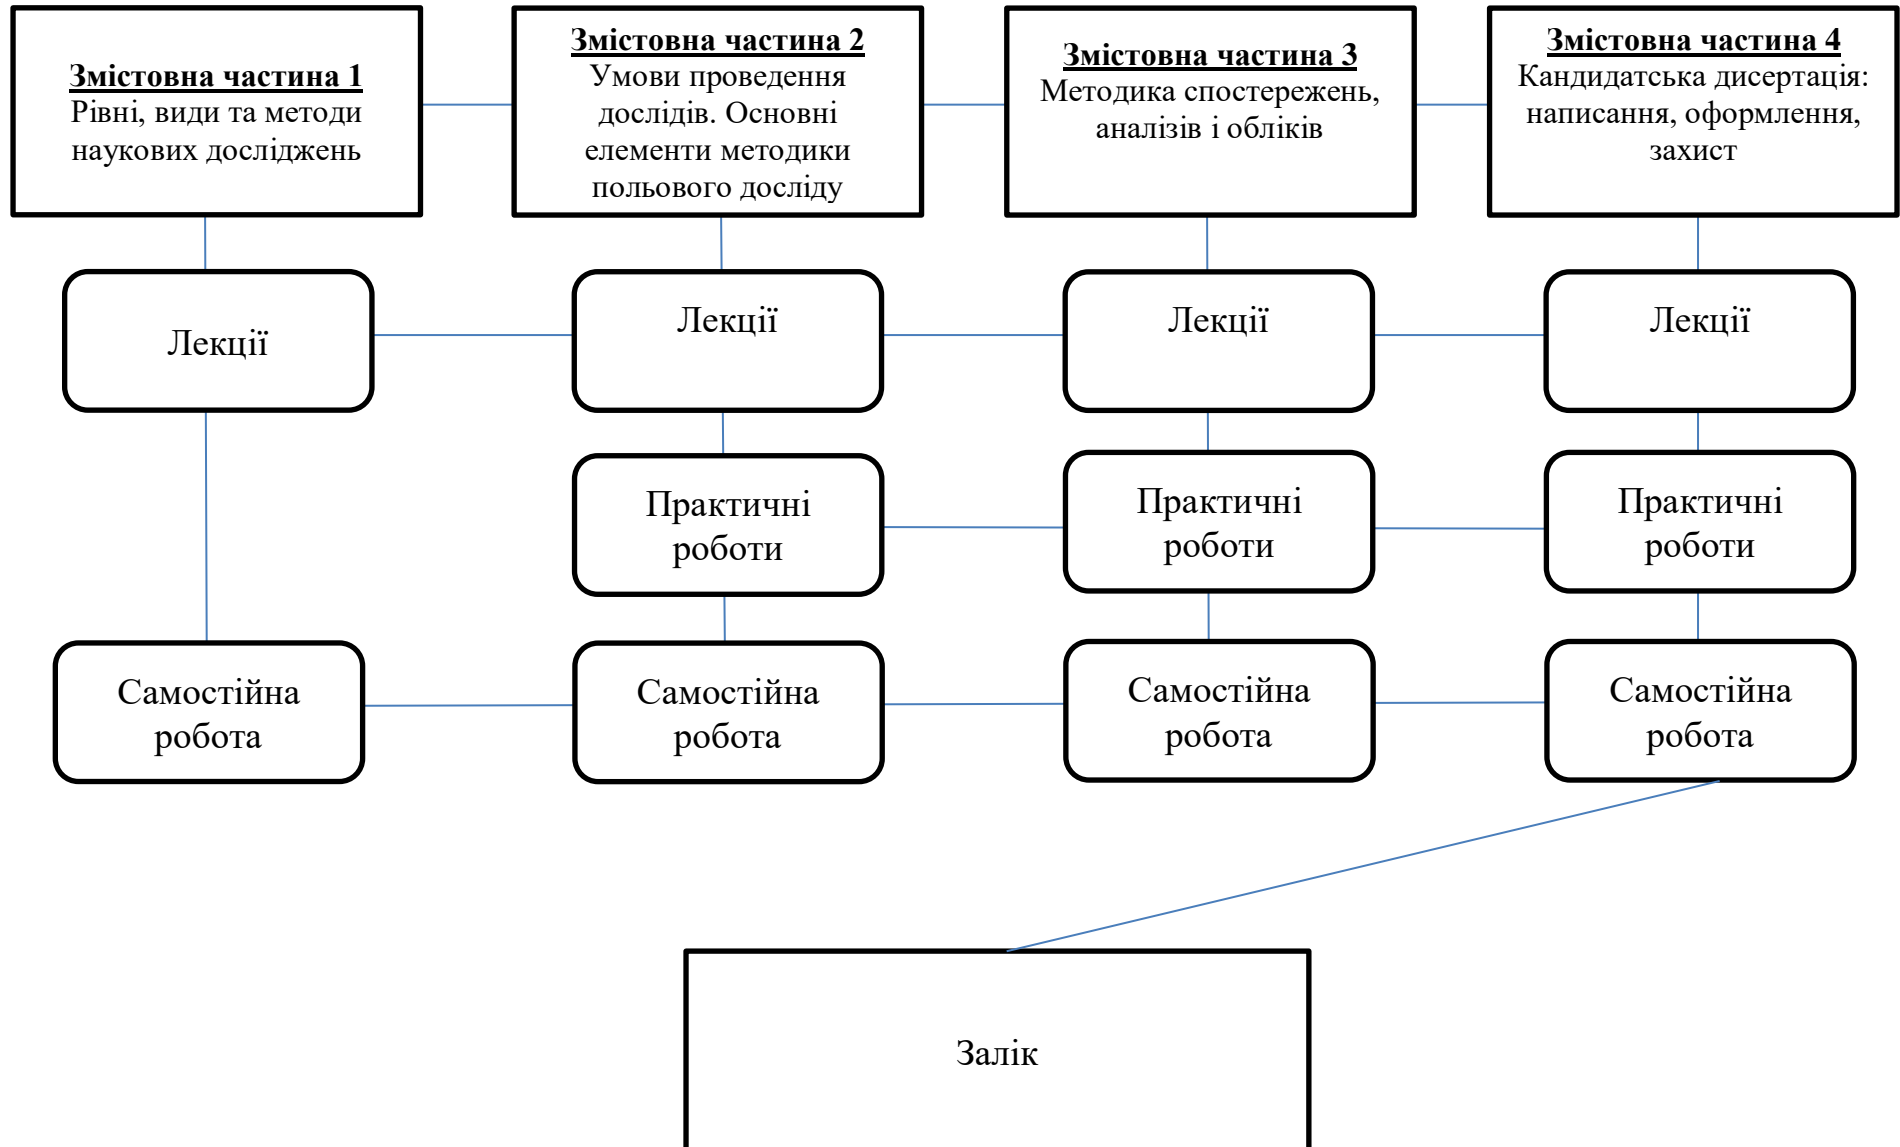 Змістовна частина 1
Рівні, види та методи
наукових досліджень
Змістовна частина 2
Умови проведення
дослідів. Основні
елементи методики
польового досліду
Змістовна частина 3
Методика спостережень,
аналізів і обліків
Змістовна частина 4
Кандидатська дисертація:
написання, оформлення,
захист
Лекції
Лекції
Лекції
Лекції
Практичні
роботи
Практичні
роботи
Практичні
роботи
Самостійна
робота
Самостійна
робота
Самостійна
робота
Самостійна
робота
Залік